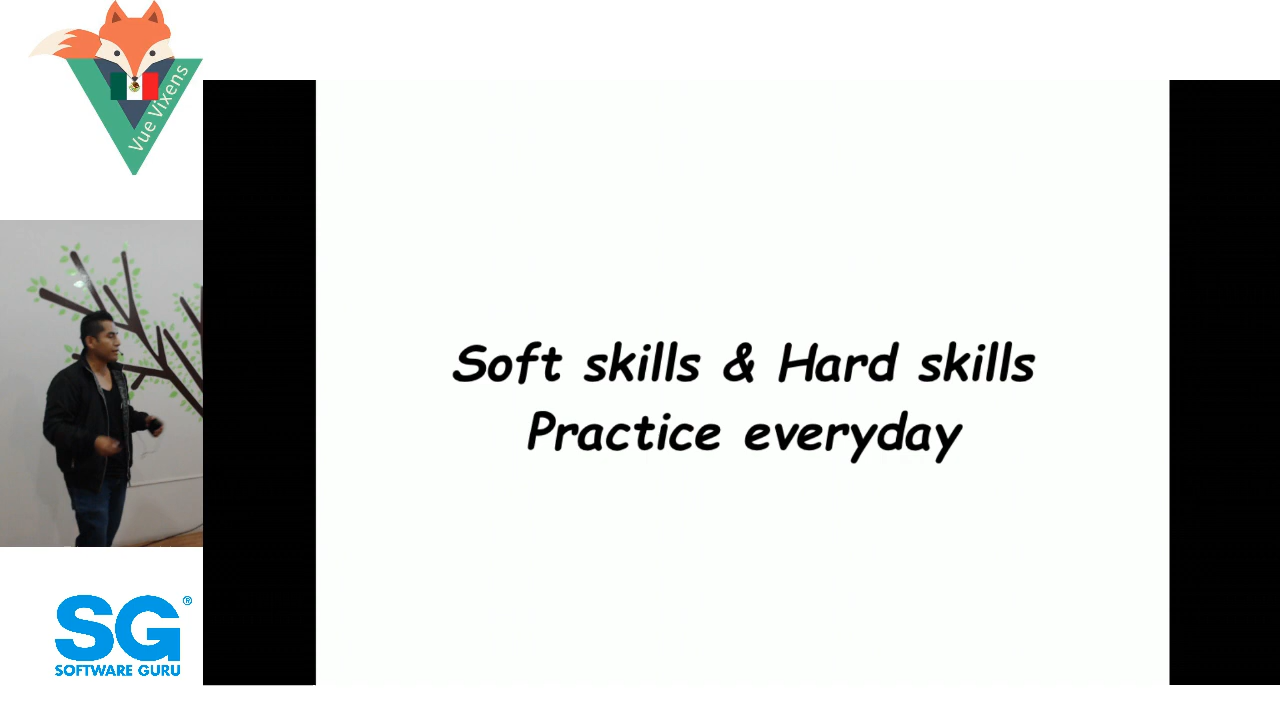 Vue Vixens
Soft skills & Hard skills
Practice everyday
SG®
SOFTWARE GURU